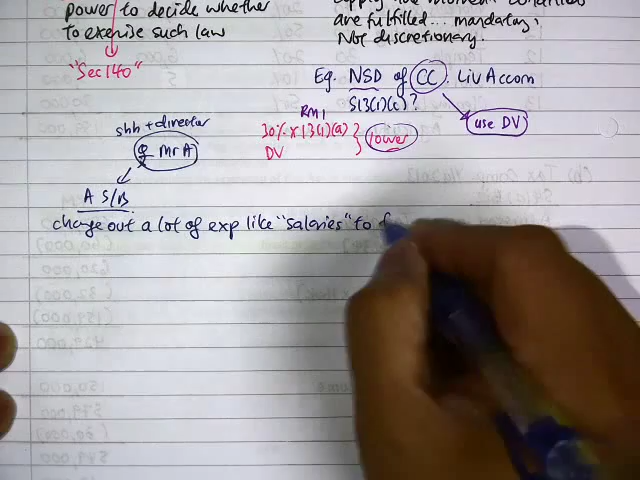 power to decide whether
to exercise such law
"Sec 140"
are fulfilled... mandatory,
Not discretionary.
Eg. NSD of CC. Liv Accom
S13(1)(c)?
use DV
RM1
30% x 13(1)(a)
DV
lower
shh + director
Mr A
A S/B
charge out a lot of exp like "salaries" to